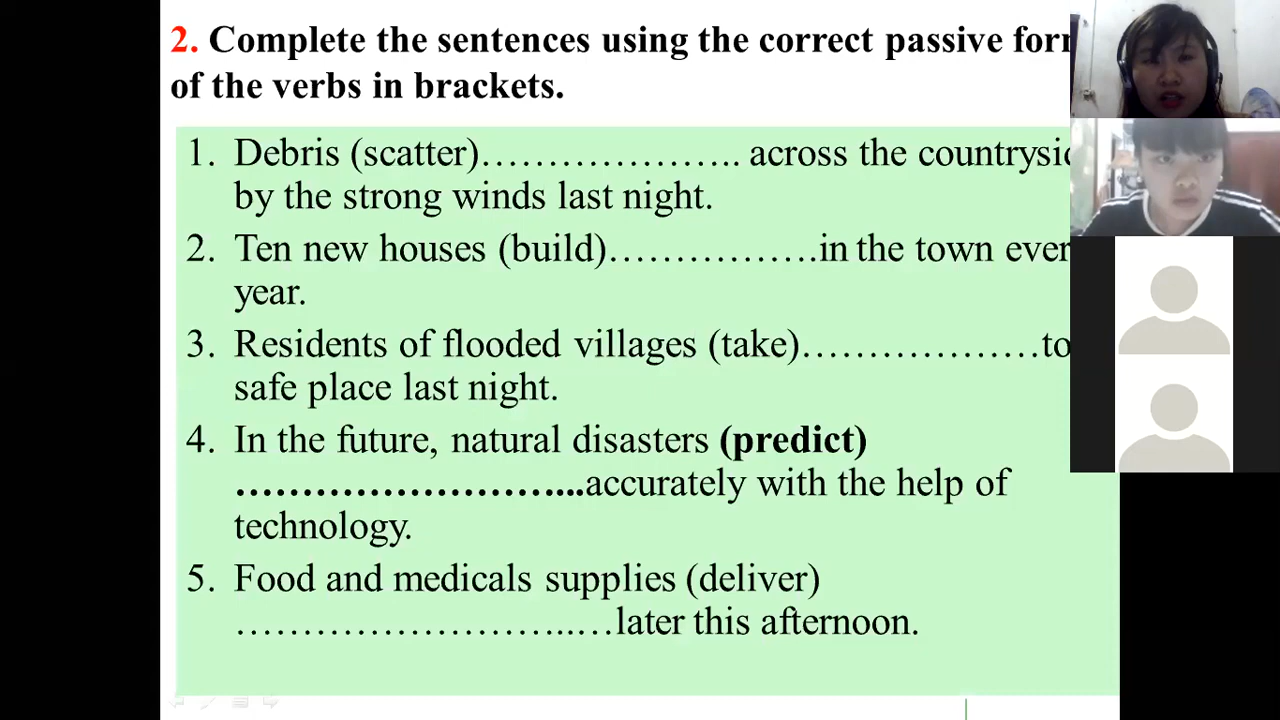 2. Complete the sentences using the correct passive
of the verbs in brackets.
1. Debris (scatter)………………….. across the
by the strong winds last night.
2. Ten new houses (build)……………….in the town
year.
3. Residents of flooded villages (take)…………………to
safe place last night.
4. In the future, natural disasters (predict)
………………………...accurately with the help of
technology.
5. Food and medicals supplies (deliver)
………………………..…later this afternoon.